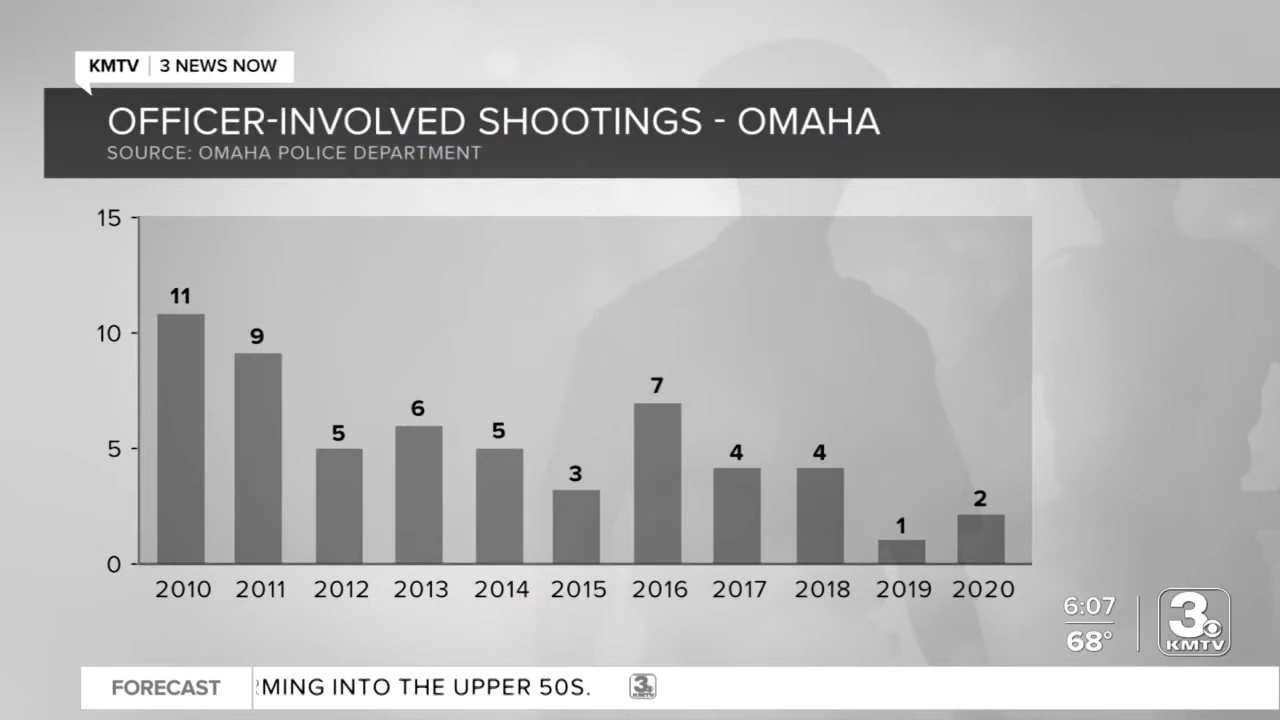 KMTV | 3 NEWS NOW
OFFICER-INVOLVED SHOOTINGS - OMAHA
SOURCE: OMAHA POLICE DEPARTMENT
15
10
5
0
11
9
5
6
5
3
7
4
4
1
2
2010 2011 2012 2013 2014 2015 2016 2017 2018 2019 2020
6:07
68°
3
KMTV
FORECAST
MING INTO THE UPPER 50S.
3
KMTV